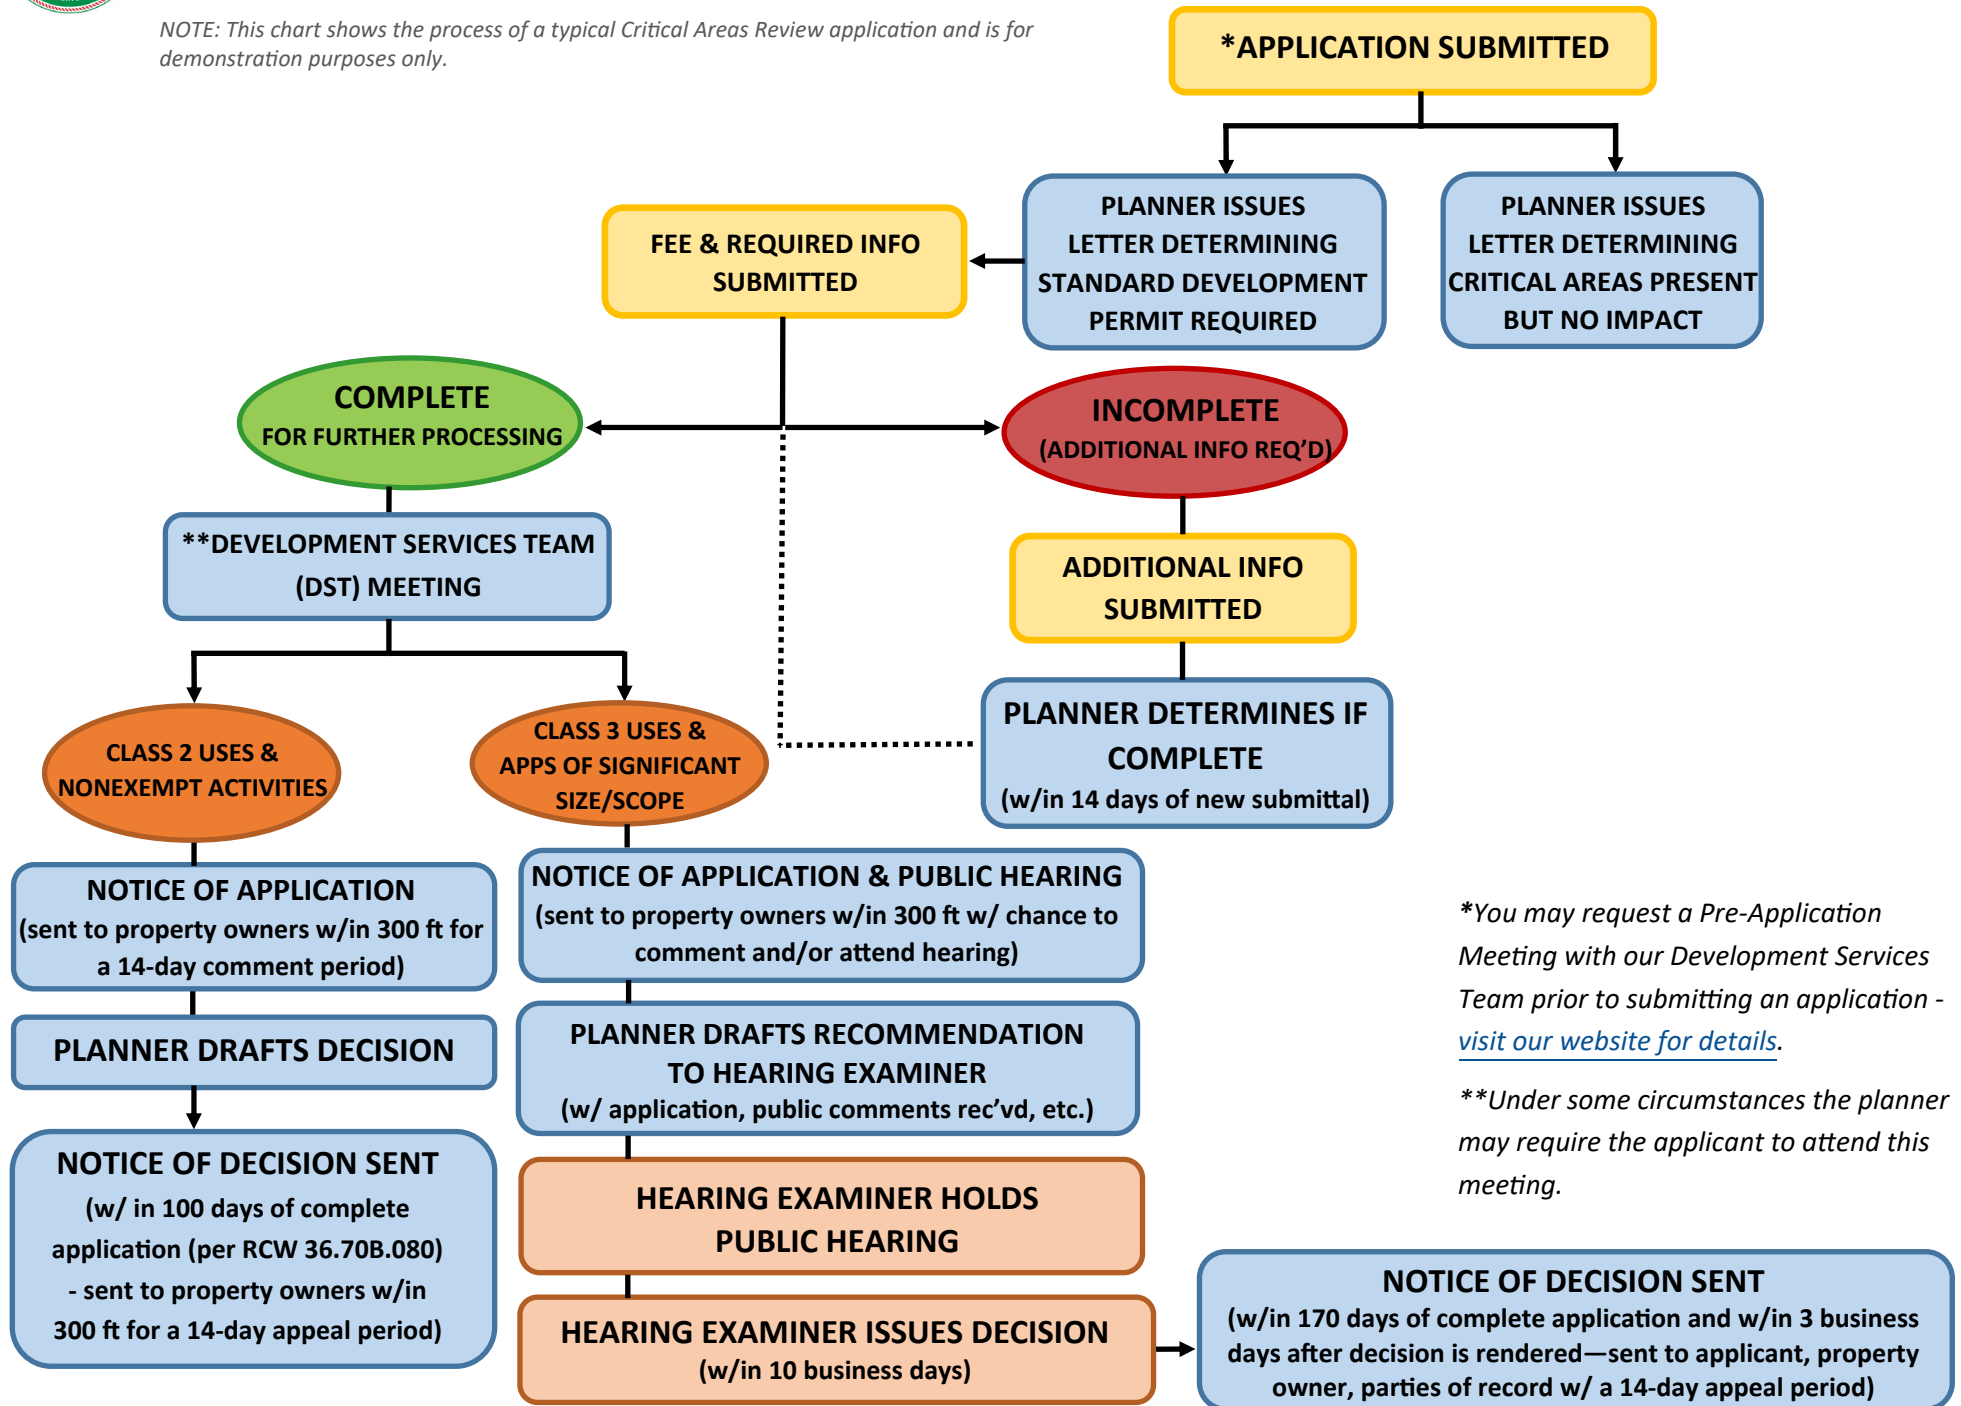 NOTE: This chart shows the process of a typical Critical Areas Review application and is for
demonstration purposes only.
*APPLICATION SUBMITTED
PLANNER ISSUES
LETTER DETERMINING
STANDARD DEVELOPMENT
PERMIT REQUIRED
PLANNER ISSUES
LETTER DETERMINING
CRITICAL AREAS PRESENT
BUT NO IMPACT
FEE & REQUIRED INFO
SUBMITTED
COMPLETE
FOR FURTHER PROCESSING
INCOMPLETE
(ADDITIONAL INFO REQ’D)
**DEVELOPMENT SERVICES TEAM
(DST) MEETING
ADDITIONAL INFO
SUBMITTED
PLANNER DETERMINES IF
COMPLETE
(w/in 14 days of new submittal)
CLASS 2 USES &
NONEXEMPT ACTIVITIES
CLASS 3 USES &
APPS OF SIGNIFICANT
SIZE/SCOPE
NOTICE OF APPLICATION
(sent to property owners w/in 300 ft for
a 14-day comment period)
PLANNER DRAFTS DECISION
NOTICE OF DECISION SENT
(w/ in 100 days of complete
application (per RCW 36.70B.080)
- sent to property owners w/in
300 ft for a 14-day appeal period)
NOTICE OF APPLICATION & PUBLIC HEARING
(sent to property owners w/in 300 ft w/ chance to
comment and/or attend hearing)
PLANNER DRAFTS RECOMMENDATION
TO HEARING EXAMINER
(w/ application, public comments rec’vd, etc.)
HEARING EXAMINER HOLDS
PUBLIC HEARING
HEARING EXAMINER ISSUES DECISION
(w/in 10 business days)
NOTICE OF DECISION SENT
(w/in 170 days of complete application and w/in 3 business
days after decision is rendered—sent to applicant, property
owner, parties of record w/ a 14-day appeal period)
*You may request a Pre-Application
Meeting with our Development Services
Team prior to submitting an application -
visit our website for details.
**Under some circumstances the planner
may require the applicant to attend this
meeting.